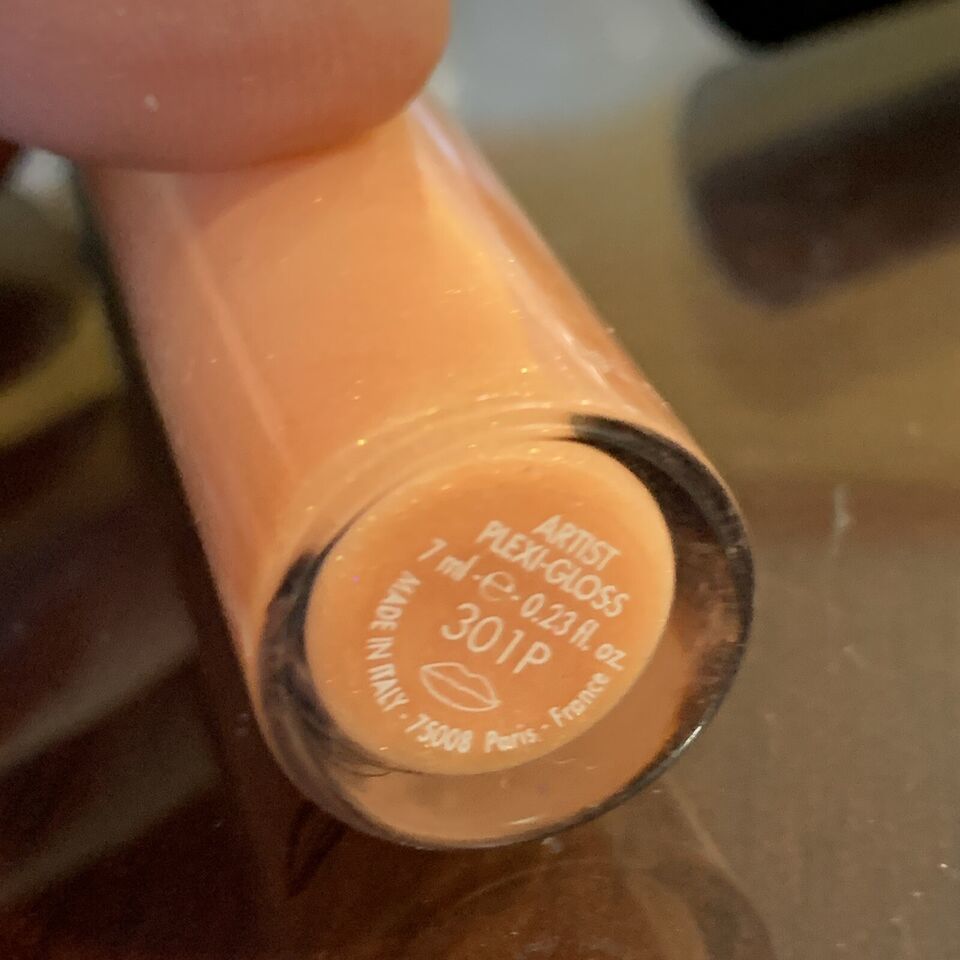 ARTIST
PLEXI-GLOSS
7 ml ℮ · 0.23 fl. oz.
301P
MADE IN ITALY · 75008 Paris · France